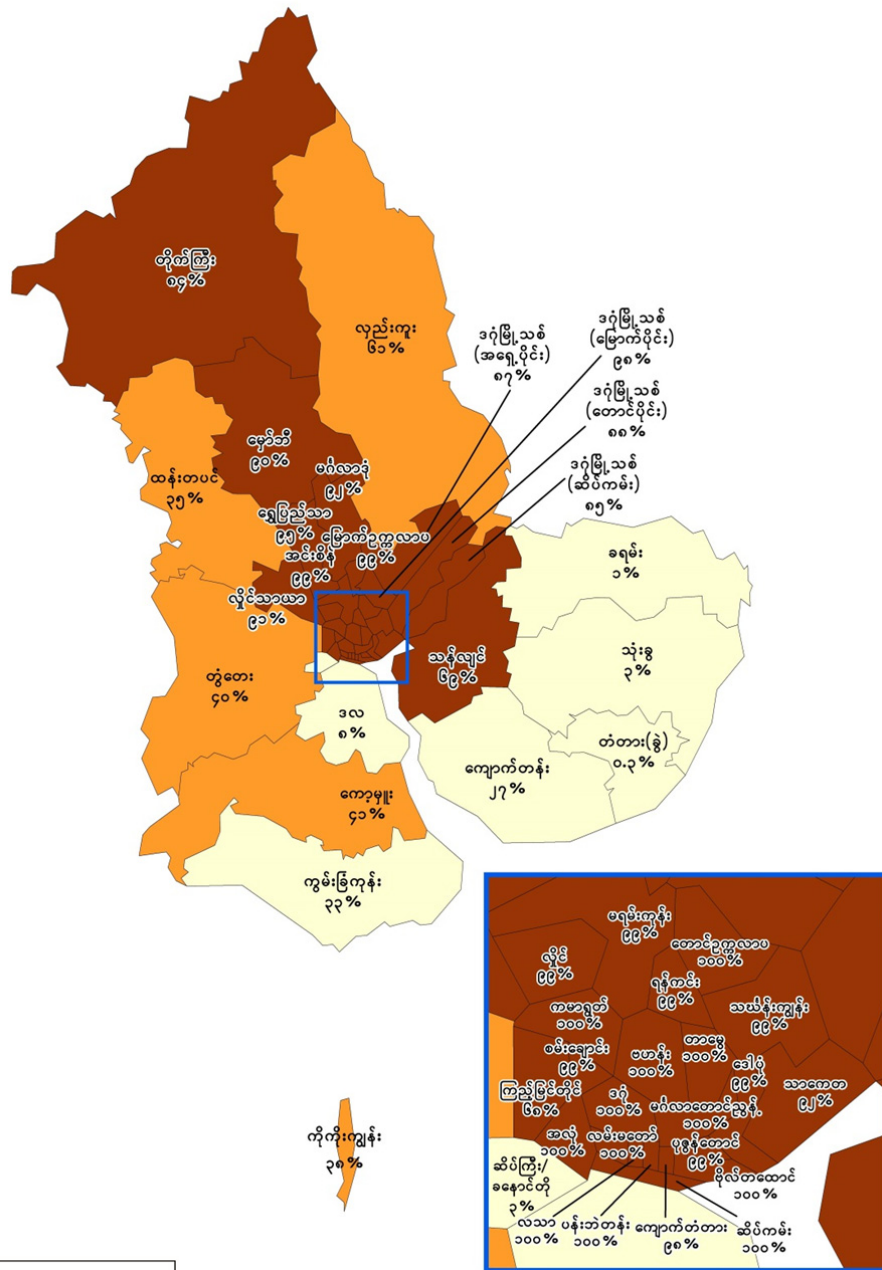 တိုက်ကြီး
၈၄%
လှည်းကူး
၆၁%
ဒဂုံမြို့သစ်
(အရှေ့ပိုင်း)
၈၇%
ဒဂုံမြို့သစ်
(မြောက်ပိုင်း)
၉၈%
ဒဂုံမြို့သစ်
(တောင်ပိုင်း)
၈၈%
ဒဂုံမြို့သစ်
(ဆိပ်ကမ်း)
၈၅%
မှော်ဘီ
၉၀%
မင်္ဂလာဒုံ
၉၂%
ထန်းတပင်
၃၅%
ရွှေပြည်သာ
၉၅%
မြောက်ဥက္ကလာပ
၉၉%
အင်းစိန်
၉၉%
လှိုင်သာယာ
၉၁%
ခရမ်း
၁%
သန်လျင်
၆၉%
သုံးခွ
၃%
တွံတေး
၄၀%
ဒလ
၈%
တံတား(ခွဲ)
၀.၃%
ကျောက်တန်း
၂၇%
ကော့မှူး
၄၁%
ကွမ်းခြံကုန်း
၃၃%
ကိုကိုးကျွန်း
၃၈%
မရမ်းကုန်း
၉၉%
တောင်ဥက္ကလာပ
၁၀၀%
လှိုင်
၉၉%
ရန်ကင်း
၉၉%
ကမာရွတ်
၁၀၀%
သင်္ဃန်းကျွန်း
၉၉%
စမ်းချောင်း
၉၉%
ဗဟန်း
၁၀၀%
တာမွေ
၁၀၀%
ဒေါပုံ
၉၉%
သာကေတ
၉၂%
ကြည့်မြင်တိုင်
၆၈%
ဒဂုံ
၁၀၀%
မင်္ဂလာတောင်ညွန့်
၁၀၀%
အလုံ
၁၀၀%
လမ်းမတော်
၁၀၀%
ပုဇွန်တောင်
၉၉%
ဗိုလ်တထောင်
၁၀၀%
ဆိပ်ကြီး/
ခနောင်တို
၃%
လသာ
၁၀၀%
ပန်းဘဲတန်း
၁၀၀%
ကျောက်တံတား
၉၈%
ဆိပ်ကမ်း
၁၀၀%